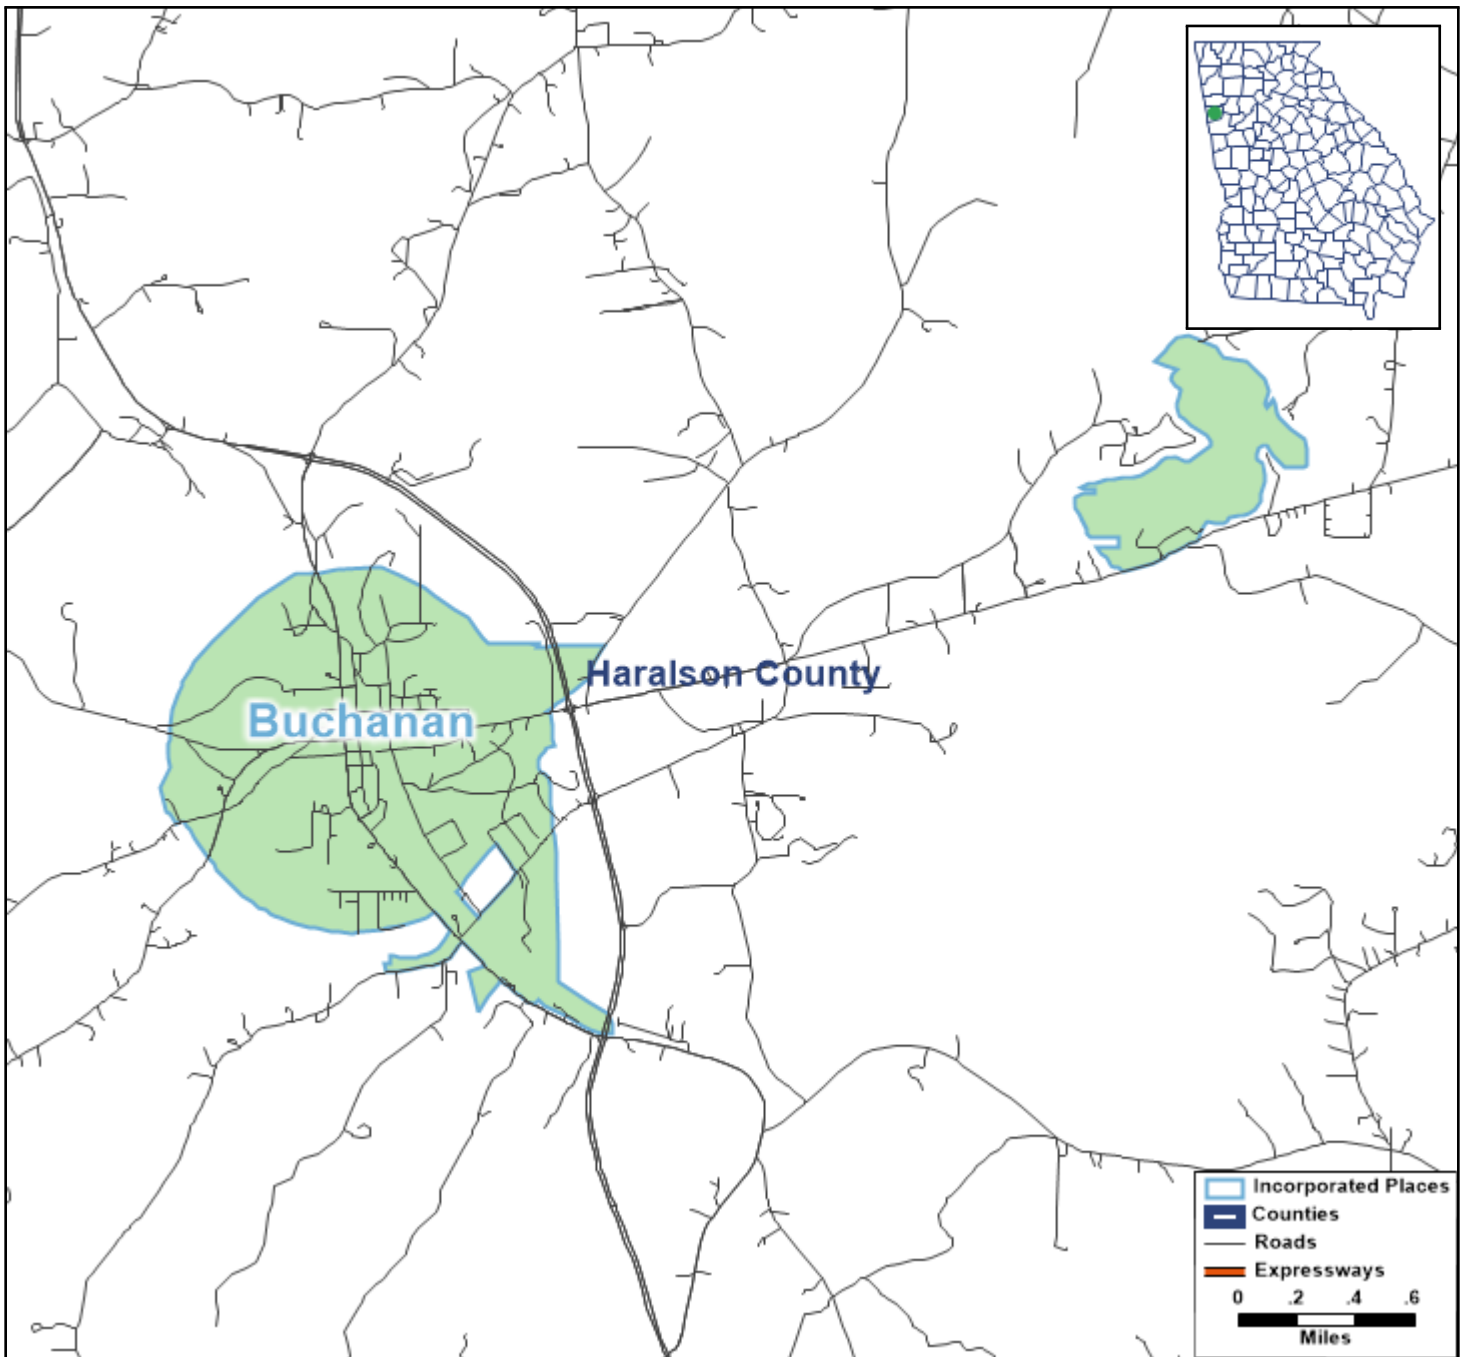 Haralson County
Buchanan
Incorporated Places
Counties
Roads
Expressways
0 .2 .4 .6
Miles